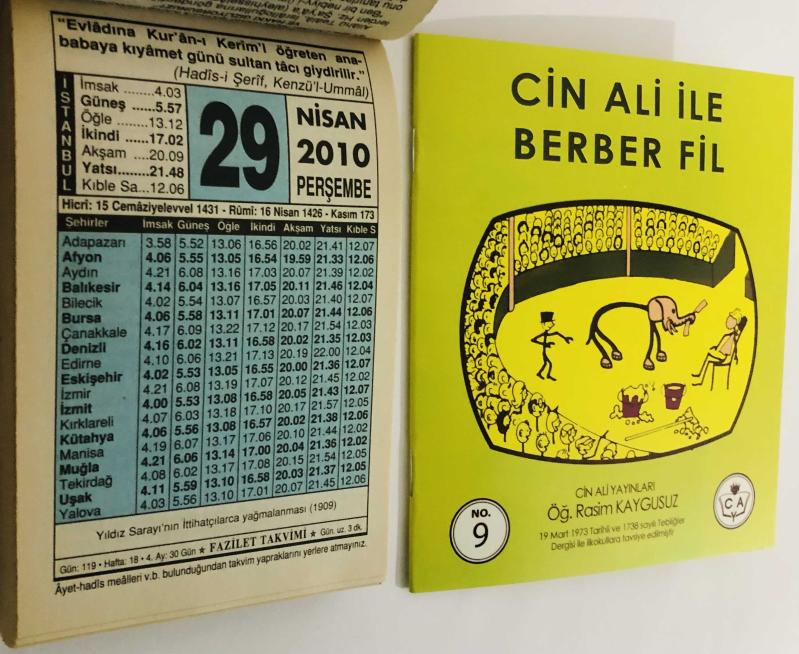 "Evlâdına Kur'ân-ı Kerîm'i öğreten ana-
babaya kıyâmet günü sultan tâcı giydirilir."
(Hadîs-i Şerîf, Kenzü'l-Ummâl)
İSTANBUL
İmsak ........4.03
Güneş ......5.57
Öğle ........13.12
İkindi ......17.02
Akşam ....20.09
Yatsı.......21.48
Kıble Sa...12.06
29
NİSAN
2010
PERŞEMBE
Hicrî: 15 Cemâziyelevvel 1431 - Rûmî: 16 Nisan 1426 - Kasım 173
Şehirler İmsak Güneş Öğle İkindi Akşam Yatsı Kıble S
Adapazarı 3.58 5.52 13.06 16.56 20.02 21.41 12.07
Afyon 4.06 5.55 13.05 16.54 19.59 21.33 12.06
Aydın 4.21 6.08 13.16 17.03 20.07 21.39 12.02
Balıkesir 4.14 6.04 13.16 17.05 20.11 21.46 12.04
Bilecik 4.02 5.54 13.07 16.57 20.03 21.40 12.07
Bursa 4.06 5.58 13.11 17.01 20.07 21.44 12.06
Çanakkale 4.17 6.09 13.22 17.12 20.17 21.54 12.03
Denizli 4.16 6.02 13.11 16.58 20.02 21.35 12.03
Edirne 4.10 6.06 13.21 17.13 20.19 22.00 12.04
Eskişehir 4.02 5.53 13.05 16.55 20.00 21.36 12.07
İzmir 4.21 6.08 13.19 17.07 20.12 21.45 12.02
İzmit 4.00 5.53 13.08 16.58 20.05 21.43 12.07
Kırklareli 4.07 6.03 13.18 17.10 20.17 21.57 12.05
Kütahya 4.06 5.56 13.08 16.57 20.02 21.38 12.06
Manisa 4.19 6.07 13.17 17.06 20.10 21.44 12.02
Muğla 4.21 6.06 13.14 17.00 20.04 21.36 12.02
Tekirdağ 4.08 6.02 13.17 17.08 20.15 21.54 12.05
Uşak 4.11 5.59 13.10 16.58 20.03 21.37 12.05
Yalova 4.03 5.56 13.10 17.01 20.07 21.45 12.06
Yıldız Sarayı'nın İttihatçılarca yağmalanması (1909)
Gün: 119 • Hafta: 18 • 4. Ay: 30 Gün ★ FAZİLET TAKVİMİ ★ Gün. uz. 3 dk.
Âyet-hadîs meâlleri v.b. bulunduğundan takvim yapraklarını yerlere atmayınız.
CİN ALİ İLE
BERBER FİL
NO.
9
CİN ALİ YAYINLARI
Öğ. Rasim KAYGUSUZ
19 Mart 1973 Tarihli ve 1738 sayılı Tebliğler
Dergisi ile ilkokullara tavsiye edilmiştir
C A
Y